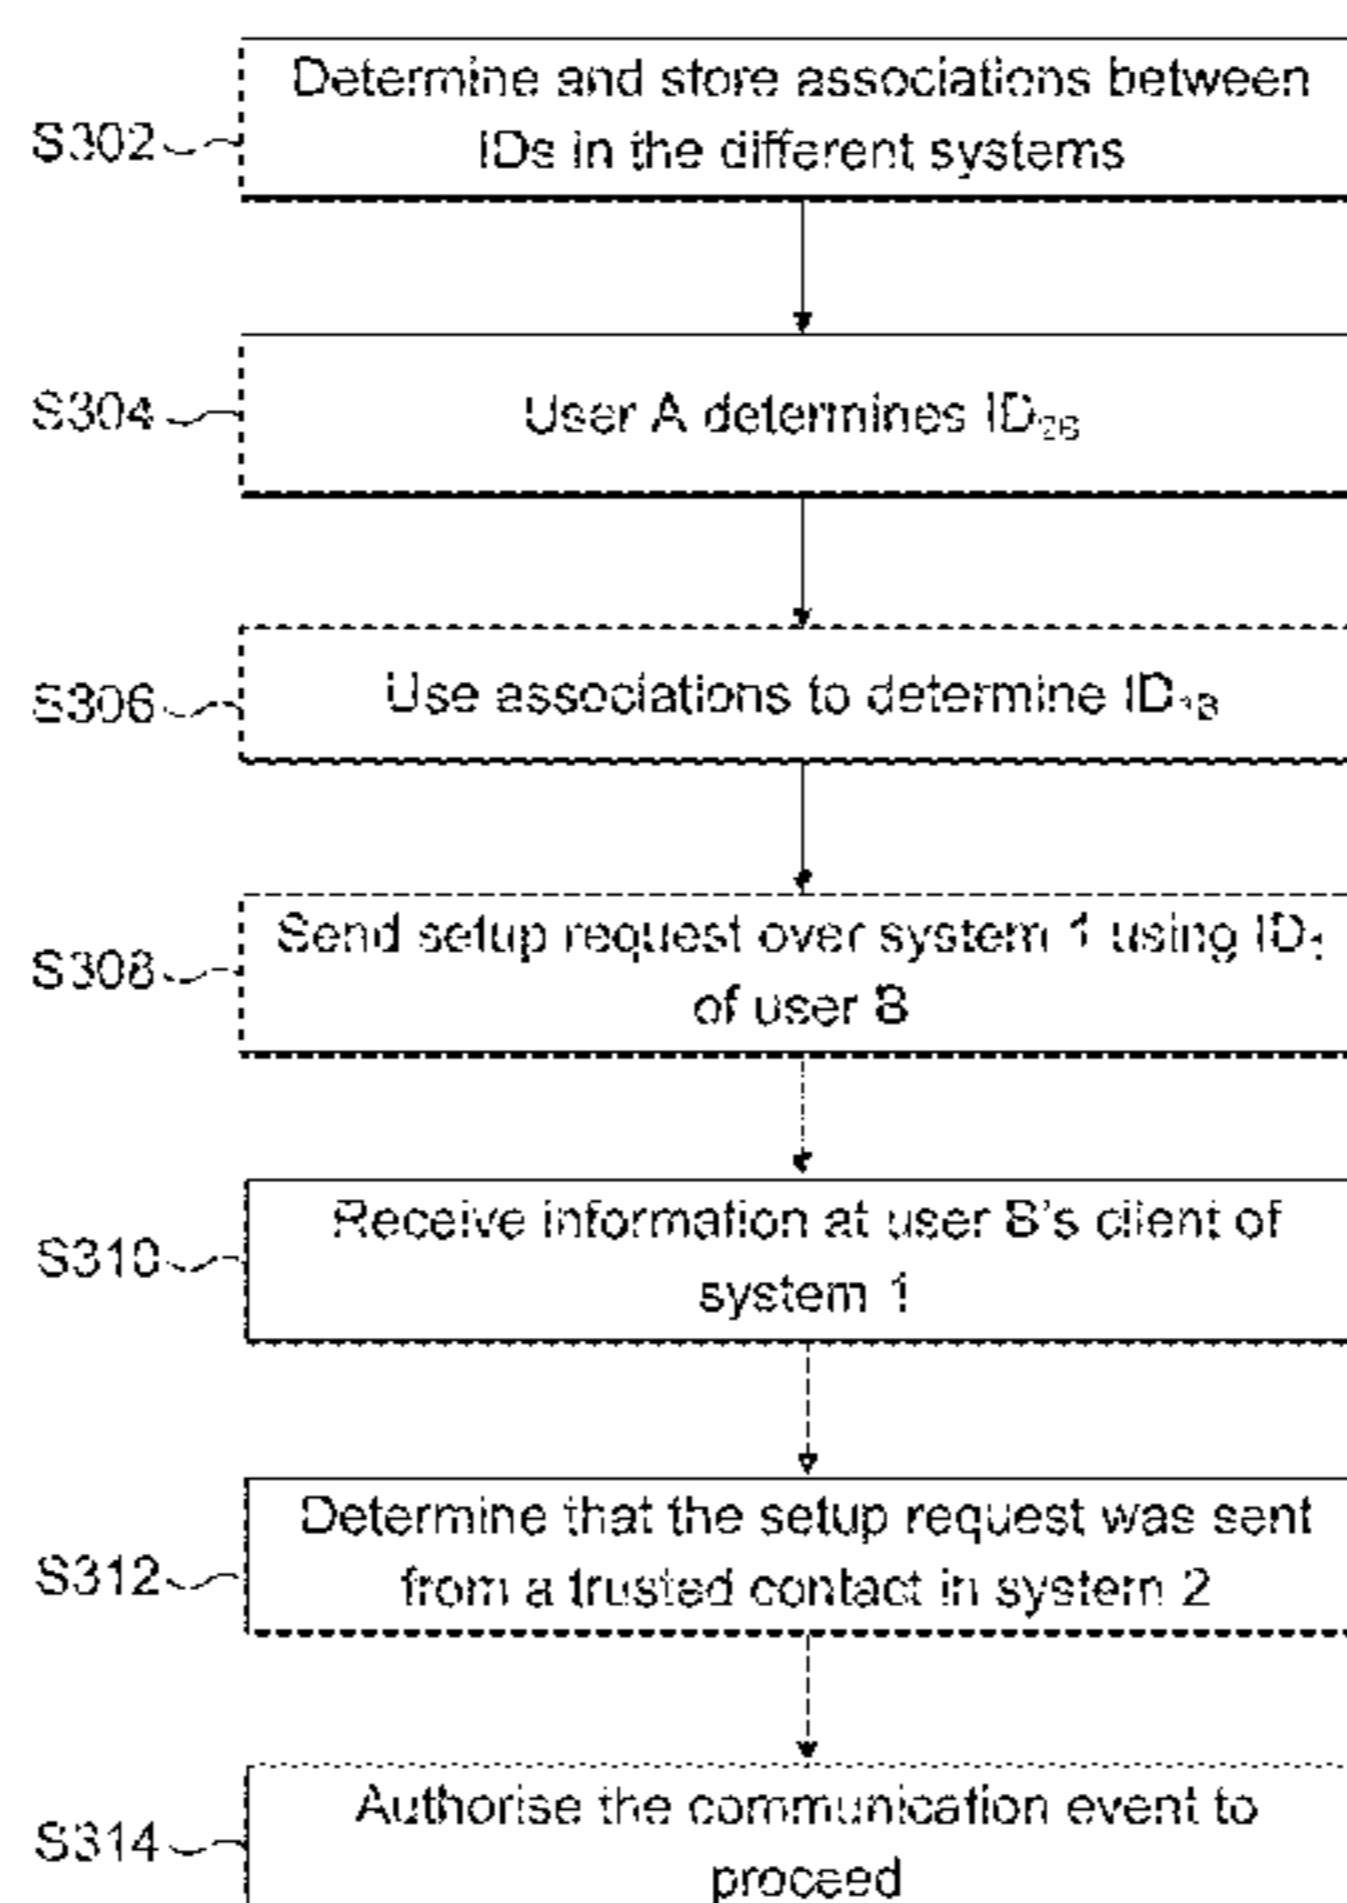 Determine and store associations between
S302
IDs in the different systems
S304
User A determines ID₂B
S306
Use associations to determine ID₁B
Send setup request over system 1 using ID₁
S308
of user B
Receive information at user B's client of
S310
system 1
Determine that the setup request was sent
S312
from a trusted contact in system 2
Authorise the communication event to
S314
proceed